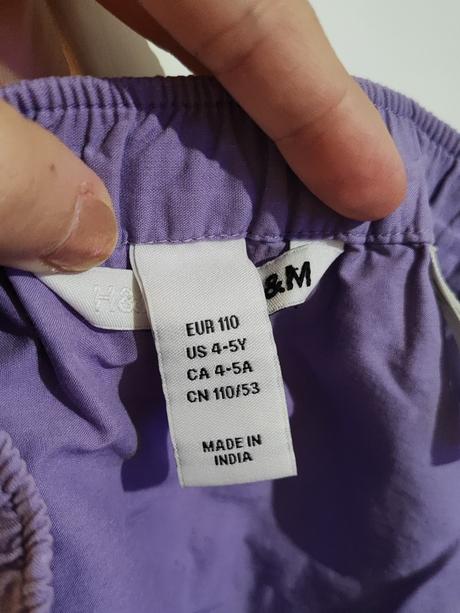 H&
&M
EUR 110
US 4-5Y
CA 4-5A
CN 110/53
MADE IN
INDIA